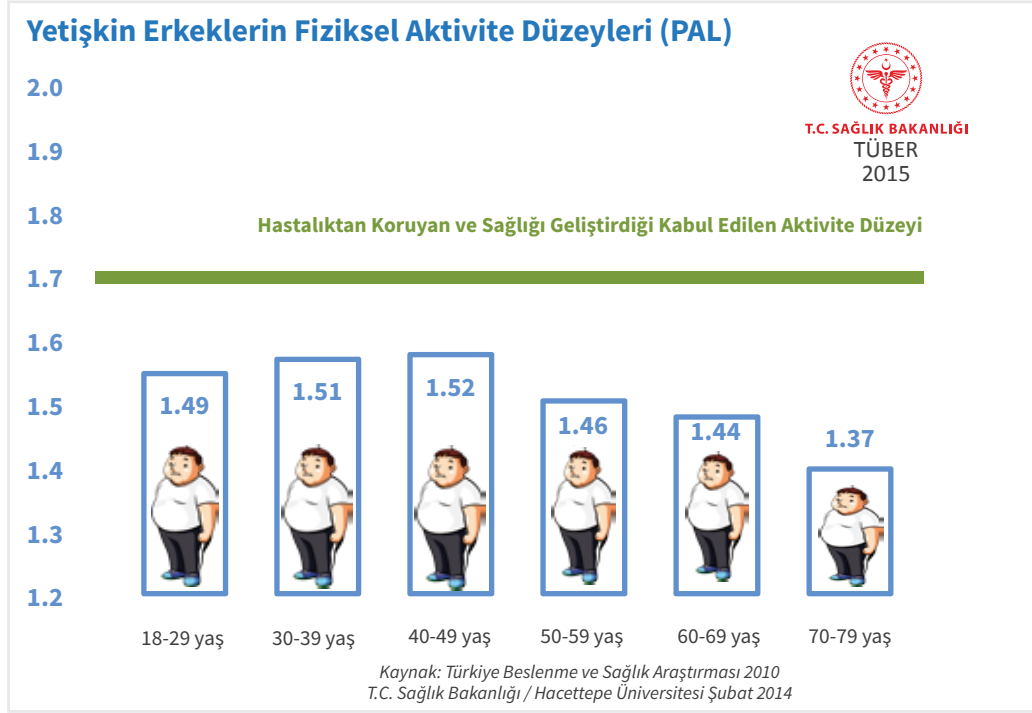 Yetişkin Erkeklerin Fiziksel Aktivite Düzeyleri (PAL)
T.C. SAĞLIK BAKANLIĞI
TÜBER
2015
2.0
1.9
1.8
Hastalıktan Koruyan ve Sağlığı Geliştirdiği Kabul Edilen Aktivite Düzeyi
1.7
1.6
1.5
1.4
1.3
1.2
1.49
1.51
1.52
1.46
1.44
1.37
18-29 yaş
30-39 yaş
40-49 yaş
50-59 yaş
60-69 yaş
70-79 yaş
Kaynak: Türkiye Beslenme ve Sağlık Araştırması 2010
T.C. Sağlık Bakanlığı / Hacettepe Üniversitesi Şubat 2014